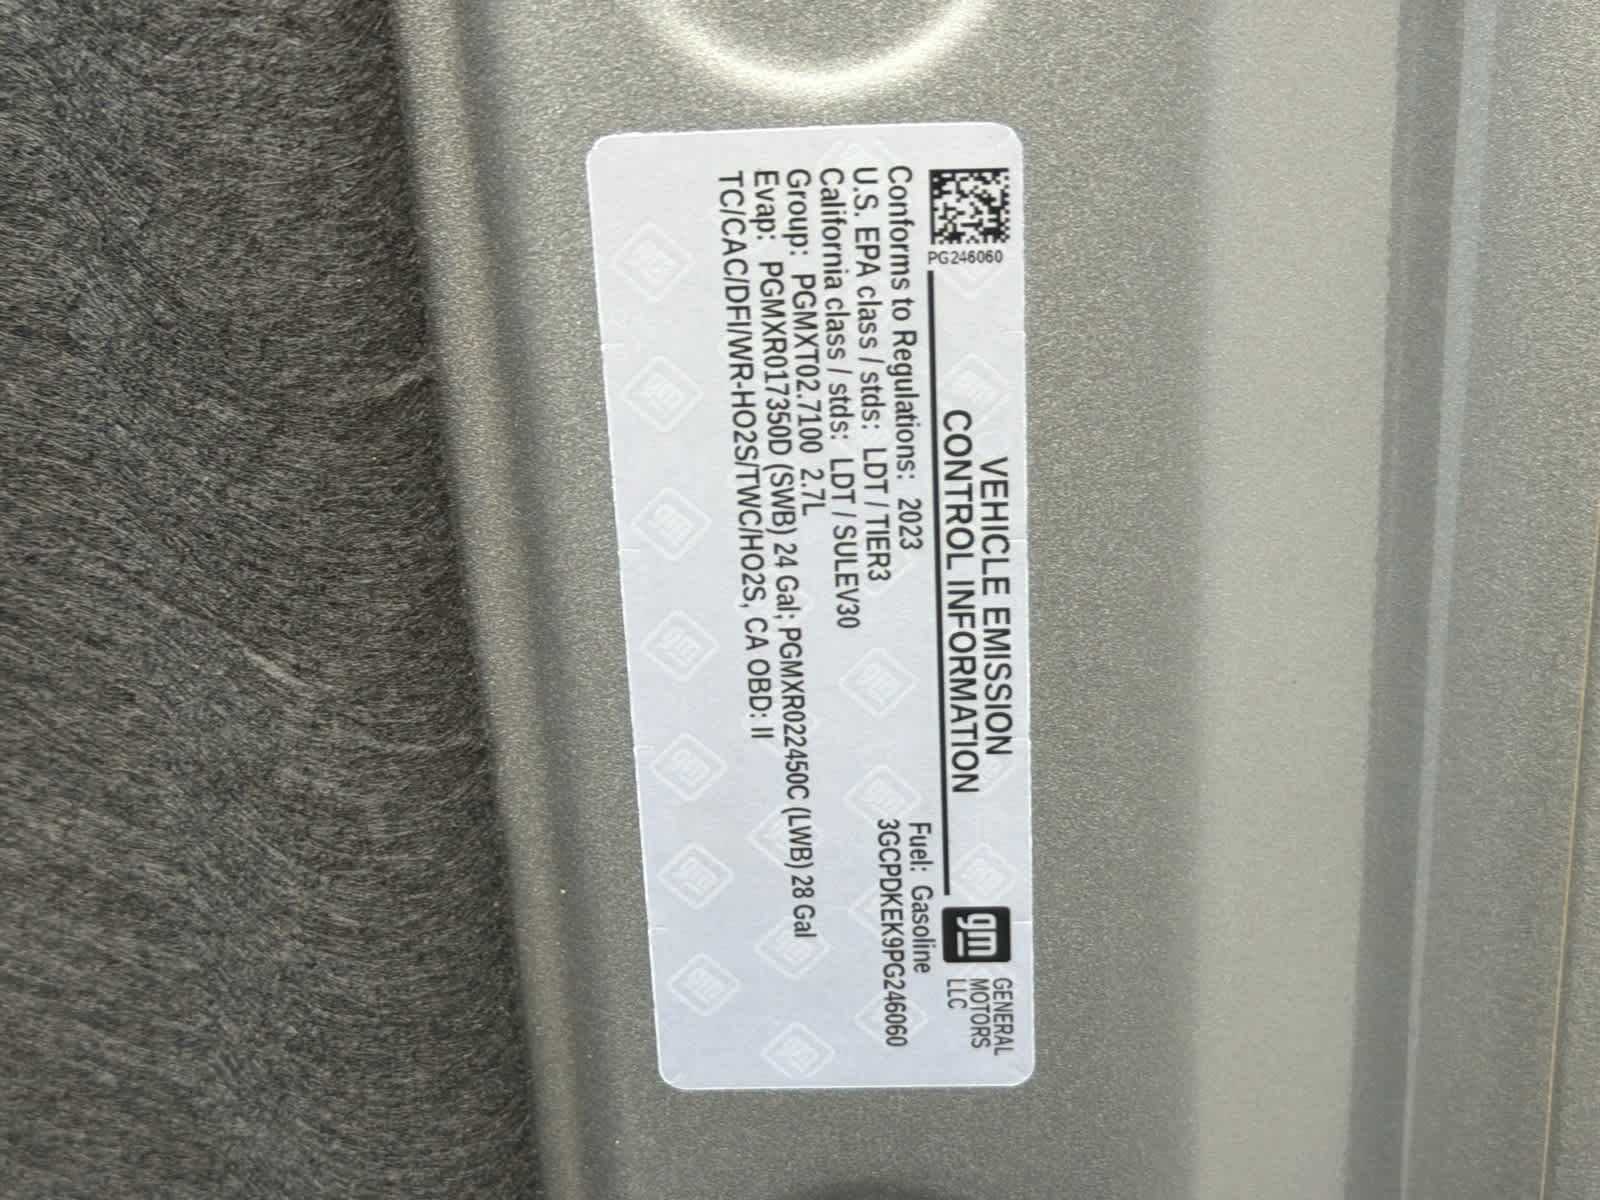 PG246060
VEHICLE EMISSION
CONTROL INFORMATION
gm
GENERAL
MOTORS
LLC
Conforms to Regulations: 2023
Fuel: Gasoline
U.S. EPA class / stds: LDT / TIER3
3GCPDKEK9PG246060
California class / stds: LDT / SULEV30
Group: PGMXT02.7100 2.7L
Evap: PGMXR017350D (SWB) 24 Gal; PGMXR022450C (LWB) 28 Gal
TC/CAC/DFI/WR-HO2S/TWC/HO2S, CA OBD: II